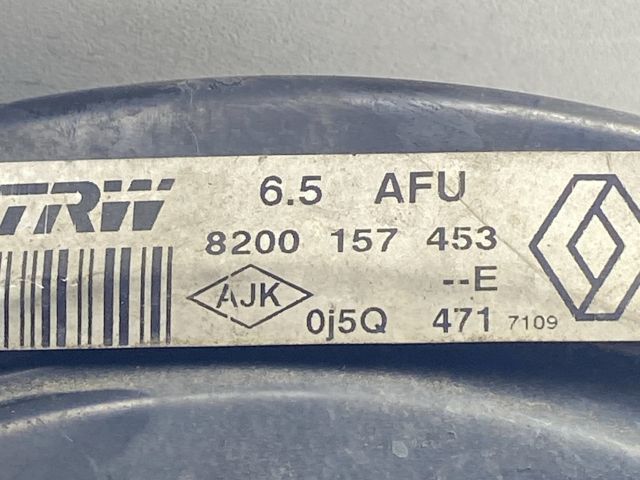 TRW 6.5 AFU
8200 157 453
--E
AJK
0j5Q 471 7109